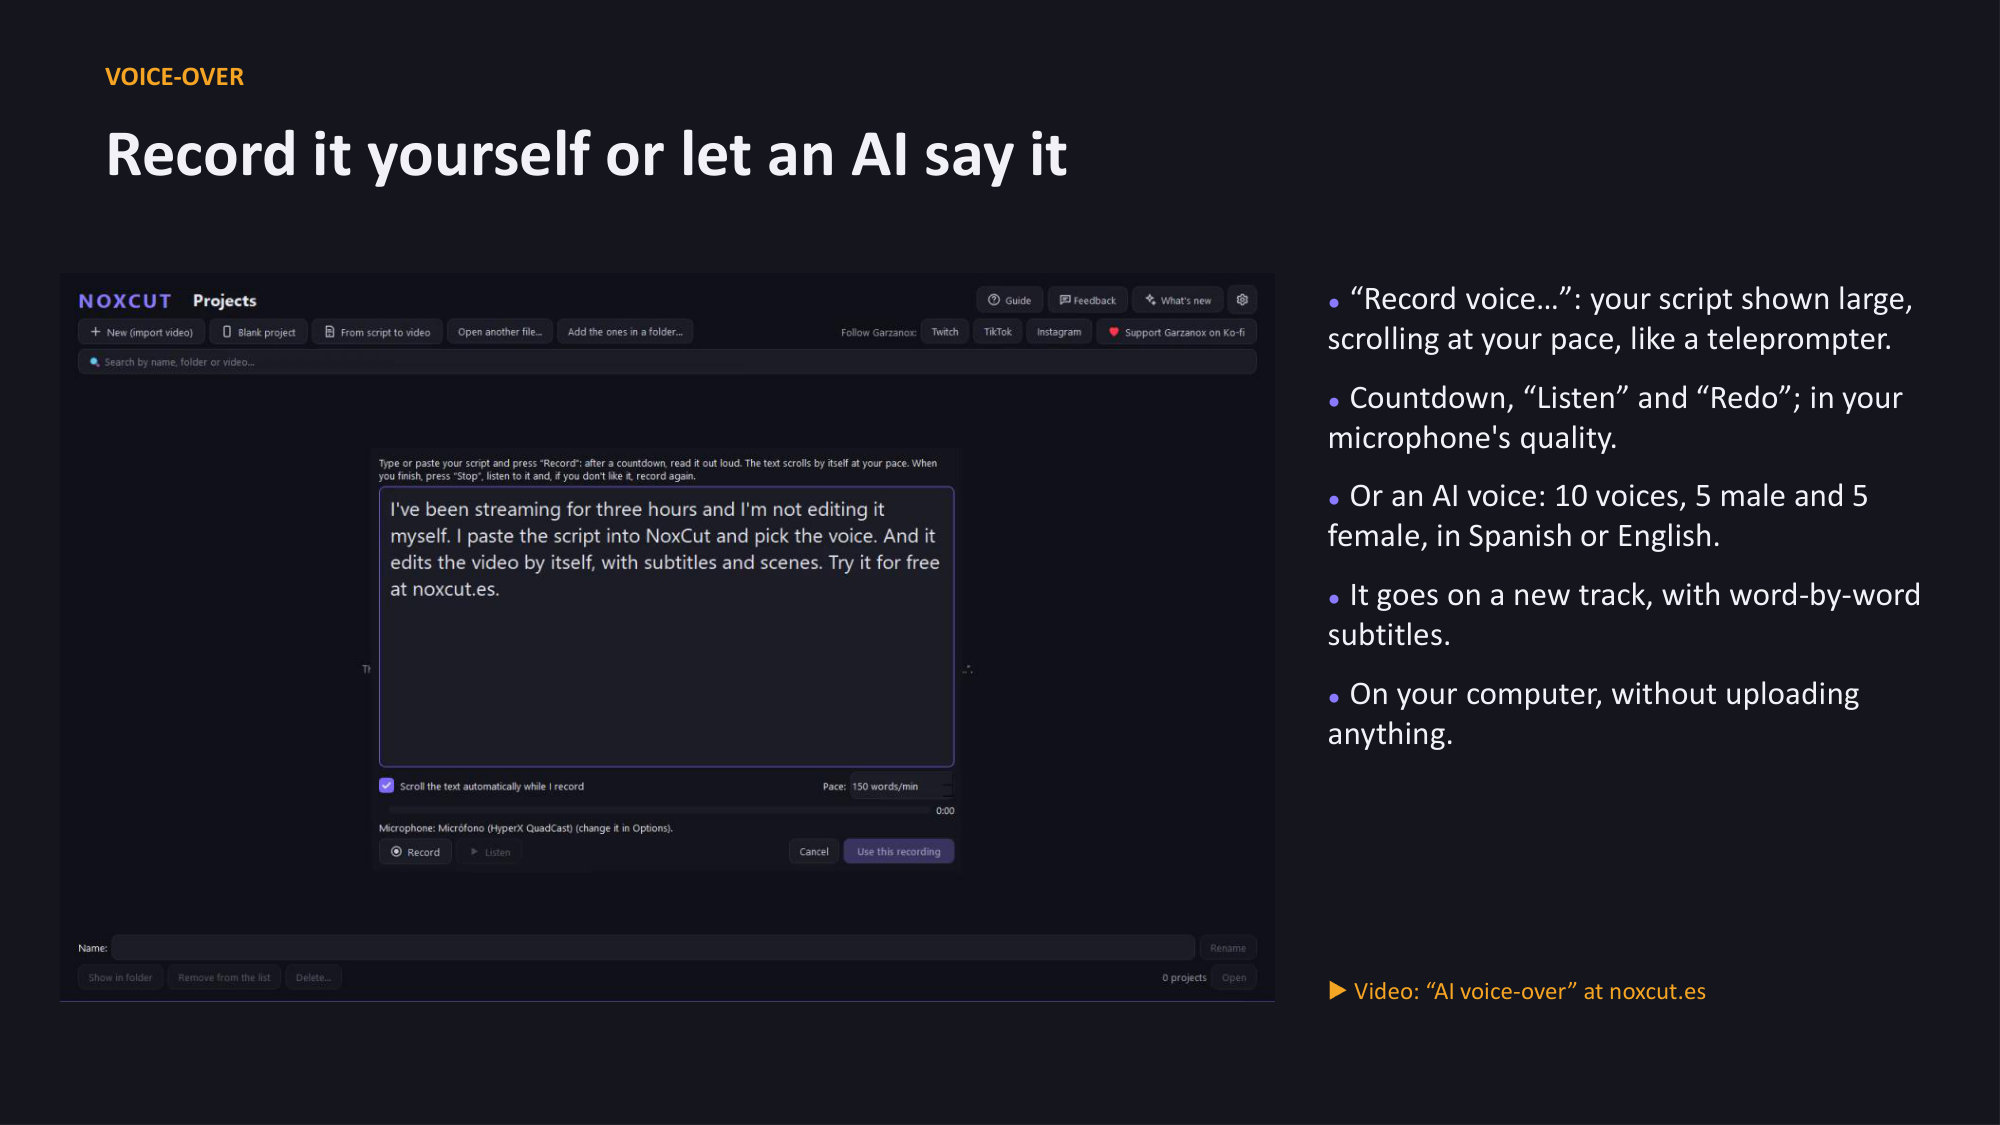 VOICE-OVER
Record it yourself or let an AI say it
NOXCUT Projects
Guide Feedback What's new
+ New (import video) Blank project From script to video Open another file... Add the ones in a folder... Follow Garzanox: Twitch TikTok Instagram Support Garzanox on Ko-fi
Search by name, folder or video...
Type or paste your script and press "Record": after a countdown, read it out loud. The text scrolls by itself at your pace. When
you finish, press "Stop", listen to it and, if you don't like it, record again.
I've been streaming for three hours and I'm not editing it
myself. I paste the script into NoxCut and pick the voice. And it
edits the video by itself, with subtitles and scenes. Try it for free
at noxcut.es.
Scroll the text automatically while I record Pace: 150 words/min
0:00
Microphone: Micrófono (HyperX QuadCast) (change it in Options).
Record Listen Cancel Use this recording
Name: Rename
Show in folder Remove from the list Delete... 0 projects Open
• “Record voice...”: your script shown large,
scrolling at your pace, like a teleprompter.
• Countdown, “Listen” and “Redo”; in your
microphone's quality.
• Or an AI voice: 10 voices, 5 male and 5
female, in Spanish or English.
• It goes on a new track, with word-by-word
subtitles.
• On your computer, without uploading
anything.
▶ Video: “AI voice-over” at noxcut.es